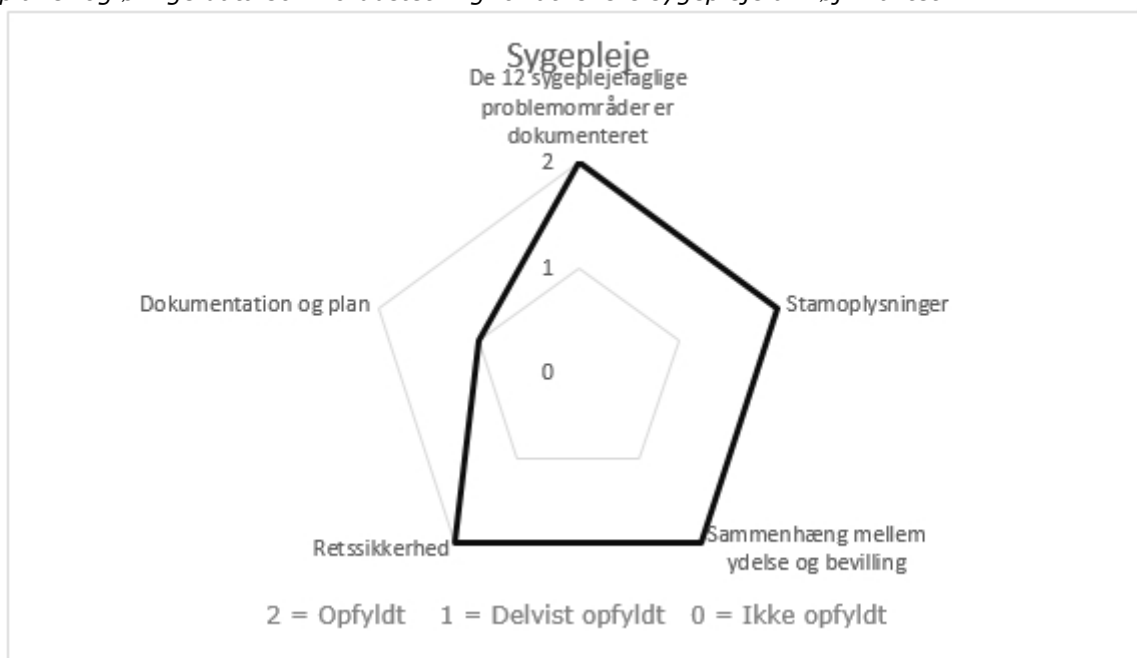 Sygepleje
De 12 sygeplejefaglige
problemområder er
dokumenteret
2
1
0
Dokumentation og plan
Stamoplysninger
Retssikkerhed
Sammenhæng mellem
ydelse og bevilling
2 = Opfyldt 1 = Delvist opfyldt 0 = Ikke opfyldt